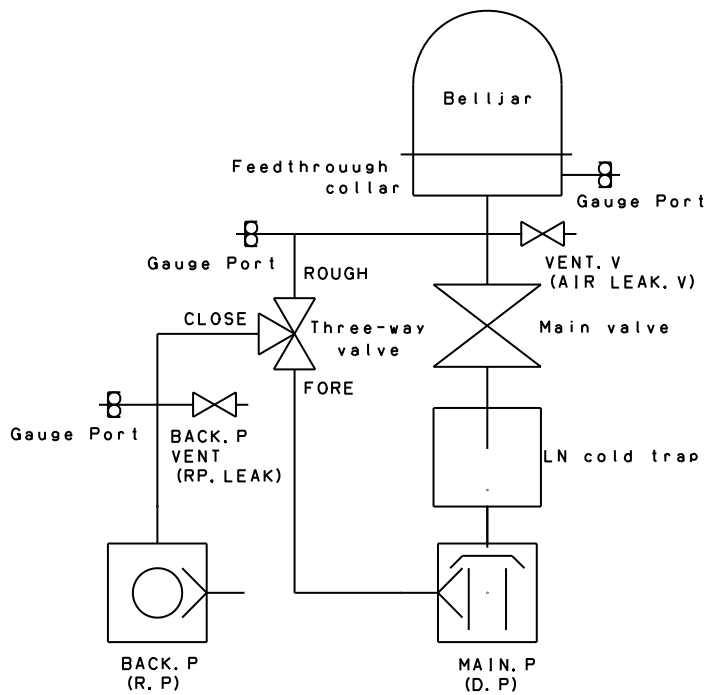 Belljar
Feedthrouugh
collar
Gauge Port
Gauge Port
VENT. V
(AIR LEAK. V)
ROUGH
CLOSE
Three-way
valve
Main valve
FORE
Gauge Port
BACK. P
VENT
(RP. LEAK)
LN cold trap
BACK. P
(R. P)
MAIN. P
(D. P)